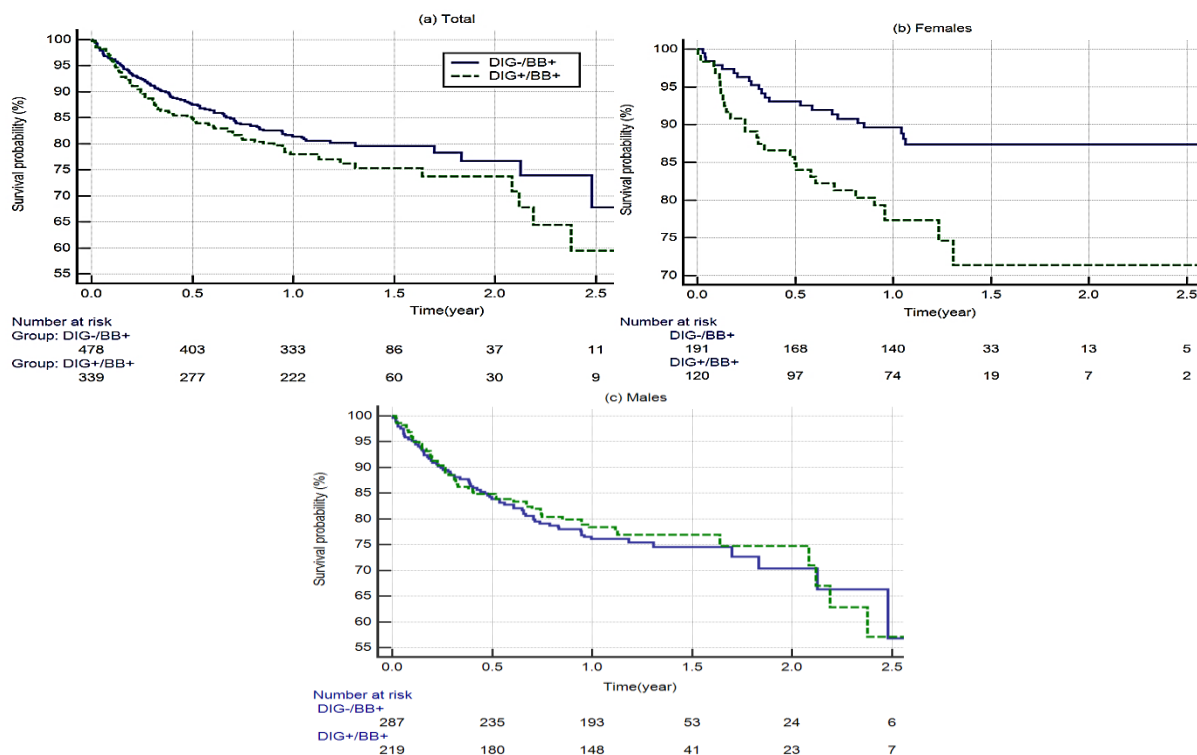 (a) Total
Survival probability (%)
100
95
90
85
80
75
70
65
60
55
DIG-/BB+
DIG+/BB+
0.0 0.5 1.0 1.5 2.0 2.5
Time(year)
Number at risk
Group: DIG-/BB+
478 403 333 86 37 11
Group: DIG+/BB+
339 277 222 60 30 9
(b) Females
Survival probability (%)
100
95
90
85
80
75
70
0.0 0.5 1.0 1.5 2.0 2.5
Time(year)
Number at risk
DIG-/BB+
191 168 140 33 13 5
DIG+/BB+
120 97 74 19 7 2
(c) Males
Survival probability (%)
100
95
90
85
80
75
70
65
60
55
0.0 0.5 1.0 1.5 2.0 2.5
Time(year)
Number at risk
DIG-/BB+
287 235 193 53 24 6
DIG+/BB+
219 180 148 41 23 7